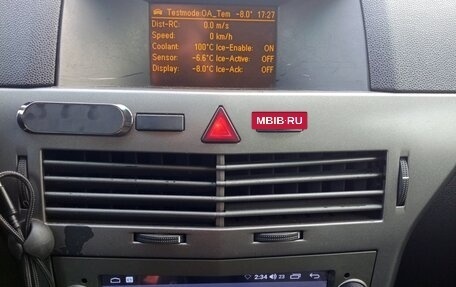 Testmode:OA_Tem -8.0° 17:27
Dist-RC: 0.0 m/s
Speed: 0 km/h
Coolant: 100°C Ice-Enable: ON
Sensor: -6.6°C Ice-Active: OFF
Display: -8.0°C Ice-Ack: OFF
MBIB·RU
2:34 23